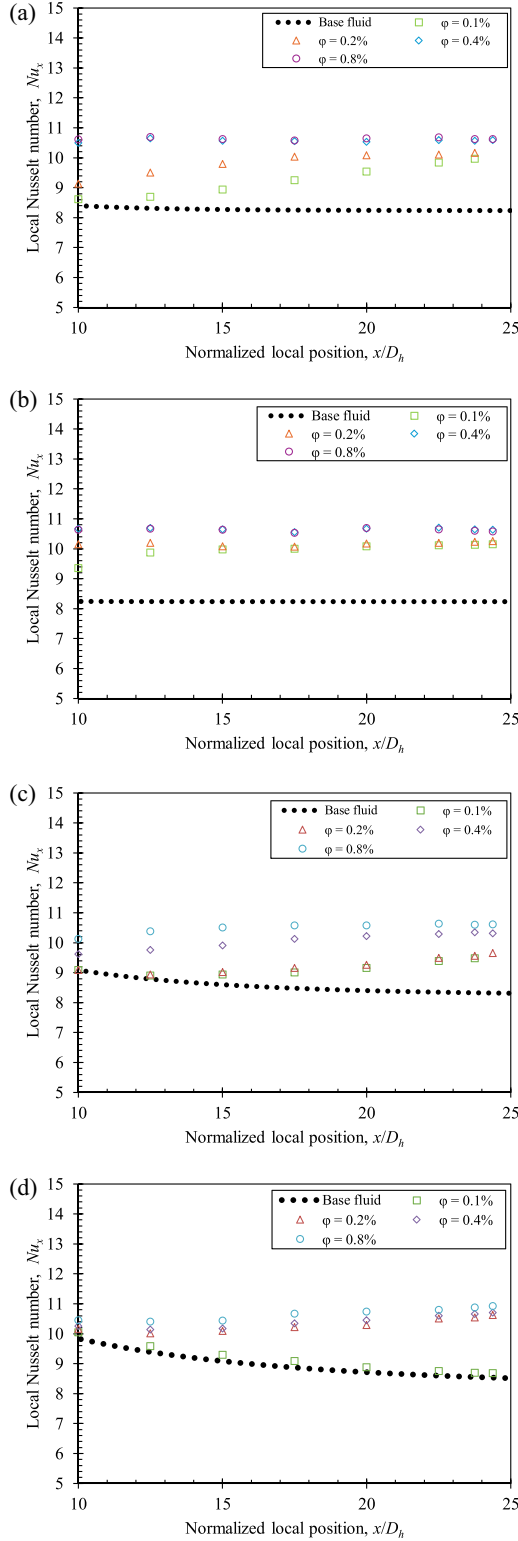 (a)
15
14
13
12
11
10
9
8
7
6
5
Local Nusselt number, Nuₓ
Base fluid
φ = 0.1%
φ = 0.2%
φ = 0.4%
φ = 0.8%
10
15
20
25
Normalized local position, x/Dₕ
(b)
15
14
13
12
11
10
9
8
7
6
5
Local Nusselt number, Nuₓ
Base fluid
φ = 0.1%
φ = 0.2%
φ = 0.4%
φ = 0.8%
10
15
20
25
Normalized local position, x/Dₕ
(c)
15
14
13
12
11
10
9
8
7
6
5
Local Nusselt number, Nuₓ
Base fluid
φ = 0.1%
φ = 0.2%
φ = 0.4%
φ = 0.8%
10
15
20
25
Normalized local position, x/Dₕ
(d)
15
14
13
12
11
10
9
8
7
6
5
Local Nusselt number, Nuₓ
Base fluid
φ = 0.1%
φ = 0.2%
φ = 0.4%
φ = 0.8%
10
15
20
25
Normalized local position, x/Dₕ